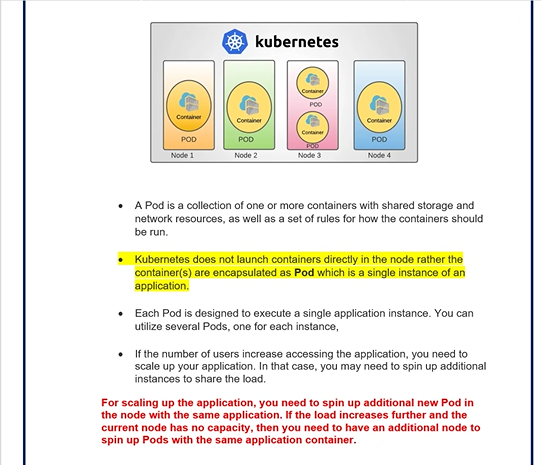 kubernetes
Container
POD
Node 1
Container
POD
Node 2
Container
POD
Container
POD
Node 3
Container
POD
Node 4
• A Pod is a collection of one or more containers with shared storage and
network resources, as well as a set of rules for how the containers should
be run.
• Kubernetes does not launch containers directly in the node rather the
container(s) are encapsulated as Pod which is a single instance of an
application.
• Each Pod is designed to execute a single application instance. You can
utilize several Pods, one for each instance,
• If the number of users increase accessing the application, you need to
scale up your application. In that case, you may need to spin up additional
instances to share the load.
For scaling up the application, you need to spin up additional new Pod in
the node with the same application. If the load increases further and the
current node has no capacity, then you need to have an additional node to
spin up Pods with the same application container.